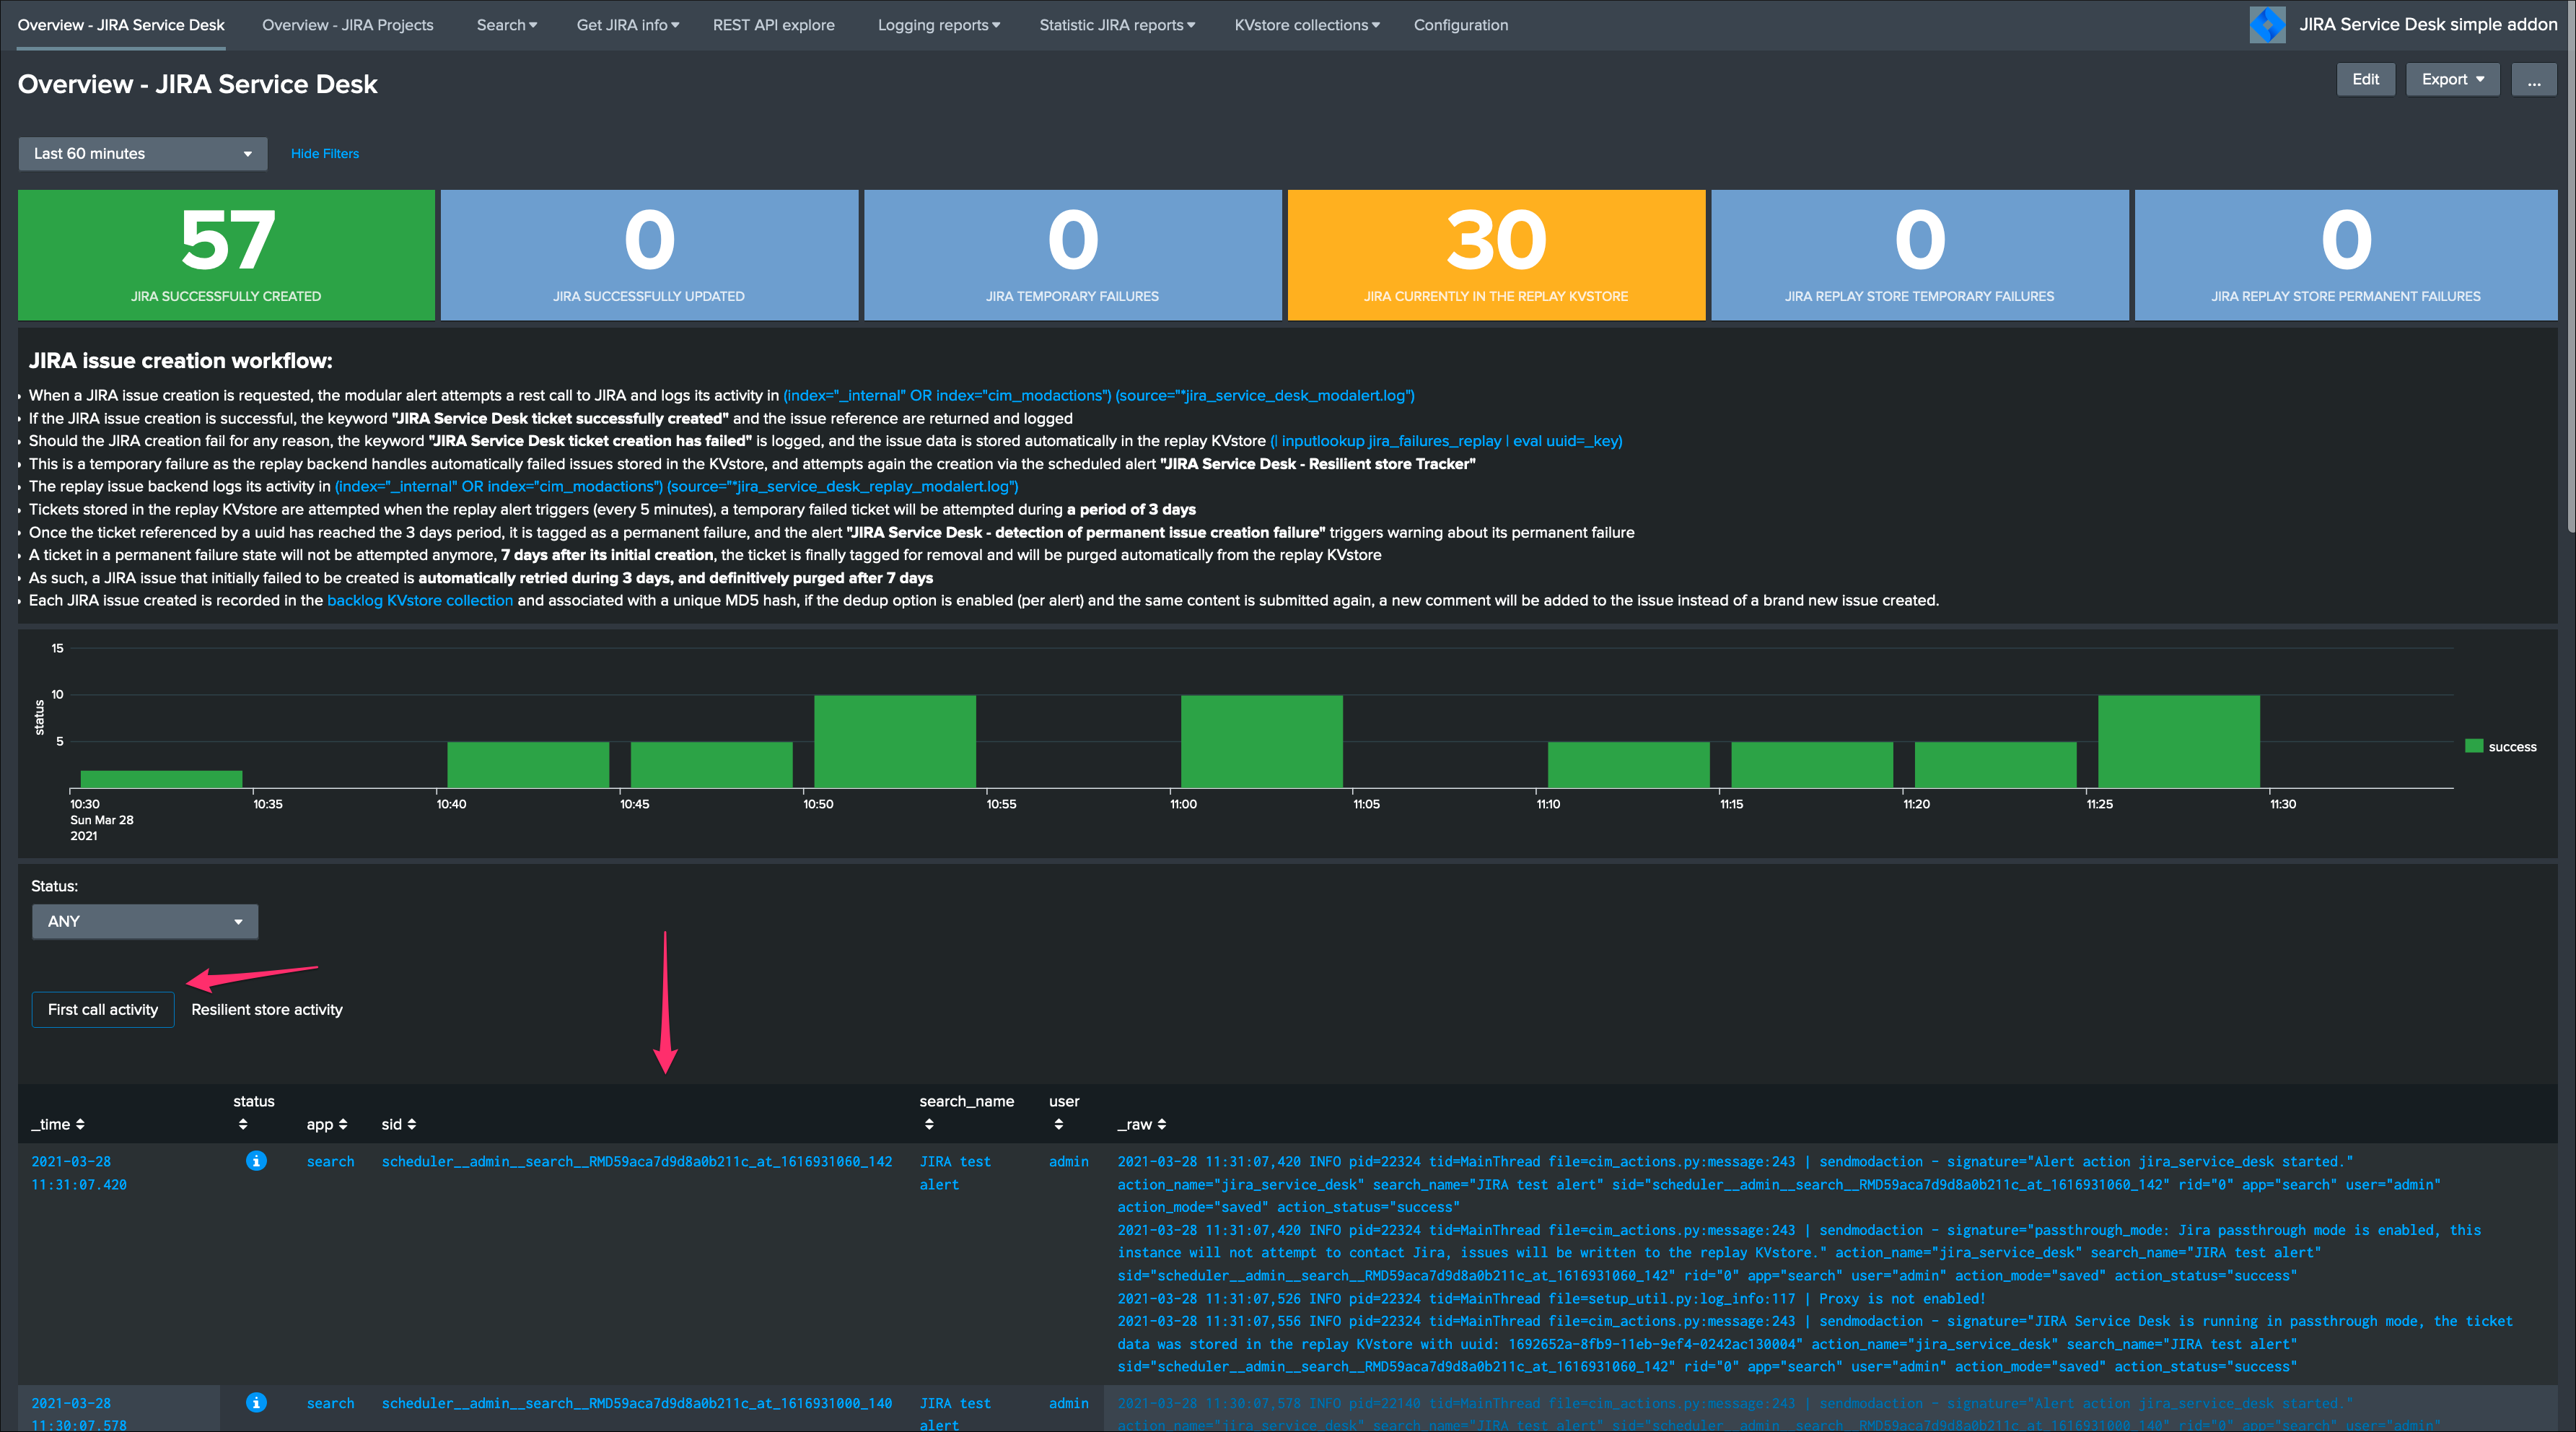 Overview - JIRA Service Desk
Overview - JIRA Projects
Search
Get JIRA info
REST API explore
Logging reports
Statistic JIRA reports
KVstore collections
Configuration
JIRA Service Desk simple addon
Overview - JIRA Service Desk
Edit
Export
...
Last 60 minutes
Hide Filters
57
JIRA SUCCESSFULLY CREATED
0
JIRA SUCCESSFULLY UPDATED
0
JIRA TEMPORARY FAILURES
30
JIRA CURRENTLY IN THE REPLAY KVSTORE
0
JIRA REPLAY STORE TEMPORARY FAILURES
0
JIRA REPLAY STORE PERMANENT FAILURES
JIRA issue creation workflow:
When a JIRA issue creation is requested, the modular alert attempts a rest call to JIRA and logs its activity in (index="_internal" OR index="cim_modactions") (source="*jira_service_desk_modalert.log")
If the JIRA issue creation is successful, the keyword "JIRA Service Desk ticket successfully created" and the issue reference are returned and logged
Should the JIRA creation fail for any reason, the keyword "JIRA Service Desk ticket creation has failed" is logged, and the issue data is stored automatically in the replay KVstore (| inputlookup jira_failures_replay | eval uuid=_key)
This is a temporary failure as the replay backend handles automatically failed issues stored in the KVstore, and attempts again the creation via the scheduled alert "JIRA Service Desk - Resilient store Tracker"
The replay issue backend logs its activity in (index="_internal" OR index="cim_modactions") (source="*jira_service_desk_replay_modalert.log")
Tickets stored in the replay KVstore are attempted when the replay alert triggers (every 5 minutes), a temporary failed ticket will be attempted during a period of 3 days
Once the ticket referenced by a uuid has reached the 3 days period, it is tagged as a permanent failure, and the alert "JIRA Service Desk - detection of permanent issue creation failure" triggers warning about its permanent failure
A ticket in a permanent failure state will not be attempted anymore, 7 days after its initial creation, the ticket is finally tagged for removal and will be purged automatically from the replay KVstore
As such, a JIRA issue that initially failed to be created is automatically retried during 3 days, and definitively purged after 7 days
Each JIRA issue created is recorded in the backlog KVstore collection and associated with a unique MD5 hash, if the dedup option is enabled (per alert) and the same content is submitted again, a new comment will be added to the issue instead of a brand new issue created.
15
10
5
status
10:30
Sun Mar 28
2021
10:35
10:40
10:45
10:50
10:55
11:00
11:05
11:10
11:15
11:20
11:25
11:30
success
Status:
ANY
First call activity
Resilient store activity
_time
status
app
sid
search_name
user
_raw
2021-03-28
11:31:07.420
search
scheduler__admin__search__RMD59aca7d9d8a0b211c_at_1616931060_142
JIRA test
alert
admin
2021-03-28 11:31:07,420 INFO pid=22324 tid=MainThread file=cim_actions.py:message:243 | sendmodaction - signature="Alert action jira_service_desk started."
action_name="jira_service_desk" search_name="JIRA test alert" sid="scheduler__admin__search__RMD59aca7d9d8a0b211c_at_1616931060_142" rid="0" app="search" user="admin"
action_mode="saved" action_status="success"
2021-03-28 11:31:07,420 INFO pid=22324 tid=MainThread file=cim_actions.py:message:243 | sendmodaction - signature="passthrough_mode: Jira passthrough mode is enabled, this
instance will not attempt to contact Jira, issues will be written to the replay KVstore." action_name="jira_service_desk" search_name="JIRA test alert"
sid="scheduler__admin__search__RMD59aca7d9d8a0b211c_at_1616931060_142" rid="0" app="search" user="admin" action_mode="saved" action_status="success"
2021-03-28 11:31:07,526 INFO pid=22324 tid=MainThread file=setup_util.py:log_info:117 | Proxy is not enabled!
2021-03-28 11:31:07,556 INFO pid=22324 tid=MainThread file=cim_actions.py:message:243 | sendmodaction - signature="JIRA Service Desk is running in passthrough mode, the ticket
data was stored in the replay KVstore with uuid: 1692652a-8fb9-11eb-9ef4-0242ac130004" action_name="jira_service_desk" search_name="JIRA test alert"
sid="scheduler__admin__search__RMD59aca7d9d8a0b211c_at_1616931060_142" rid="0" app="search" user="admin" action_mode="saved" action_status="success"
2021-03-28
11:30:07.578
search
scheduler__admin__search__RMD59aca7d9d8a0b211c_at_1616931000_140
JIRA test
alert
admin
2021-03-28 11:30:07,578 INFO pid=22140 tid=MainThread file=cim_actions.py:message:243 | sendmodaction - signature="Alert action jira_service_desk started."
action_name="jira_service_desk" search_name="JIRA test alert" sid="scheduler__admin__search__RMD59aca7d9d8a0b211c_at_1616931000_140" rid="0" app="search" user="admin"